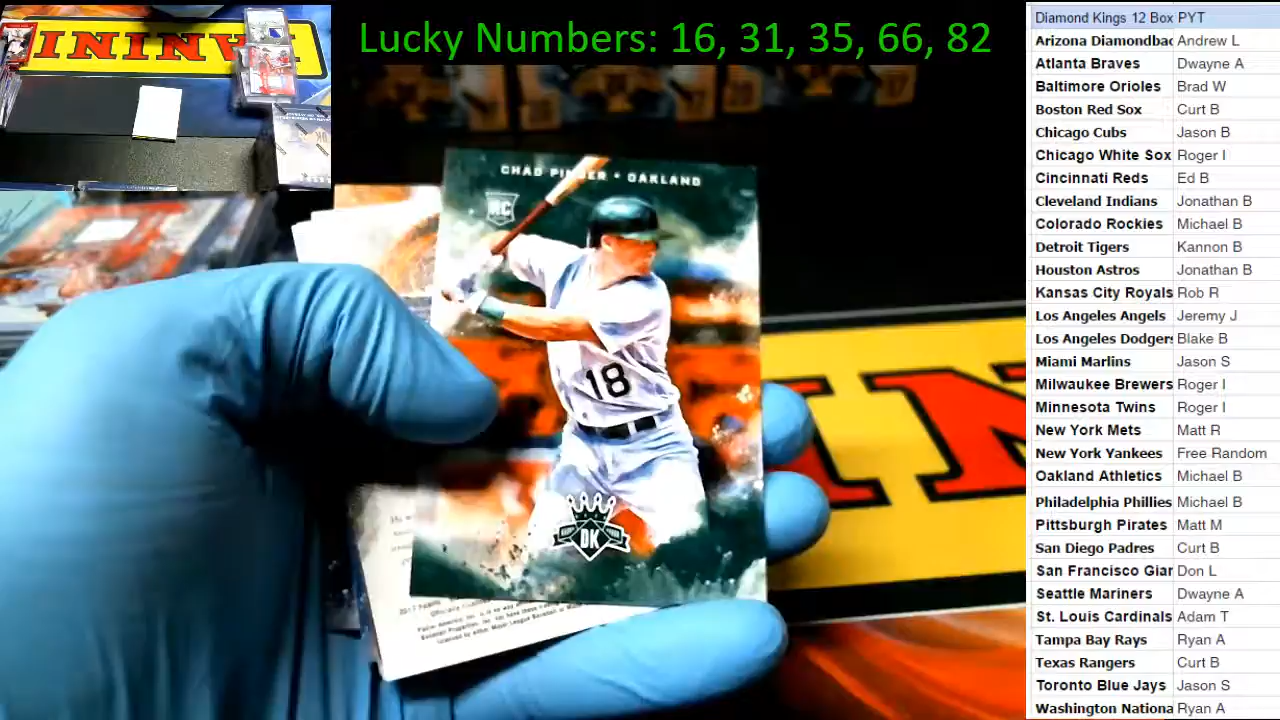 Lucky Numbers: 16, 31, 35, 66, 82
PANINI
CHAD PINDER • OAKLAND
RC
18
DK
2017 Panini
Diamond Kings 12 Box PYT
Arizona Diamondbac Andrew L
Atlanta Braves Dwayne A
Baltimore Orioles Brad W
Boston Red Sox Curt B
Chicago Cubs Jason B
Chicago White Sox Roger I
Cincinnati Reds Ed B
Cleveland Indians Jonathan B
Colorado Rockies Michael B
Detroit Tigers Kannon B
Houston Astros Jonathan B
Kansas City Royals Rob R
Los Angeles Angels Jeremy J
Los Angeles Dodgers Blake B
Miami Marlins Jason S
Milwaukee Brewers Roger I
Minnesota Twins Roger I
New York Mets Matt R
New York Yankees Free Random
Oakland Athletics Michael B
Philadelphia Phillies Michael B
Pittsburgh Pirates Matt M
San Diego Padres Curt B
San Francisco Giar Don L
Seattle Mariners Dwayne A
St. Louis Cardinals Adam T
Tampa Bay Rays Ryan A
Texas Rangers Curt B
Toronto Blue Jays Jason S
Washington Nationa Ryan A